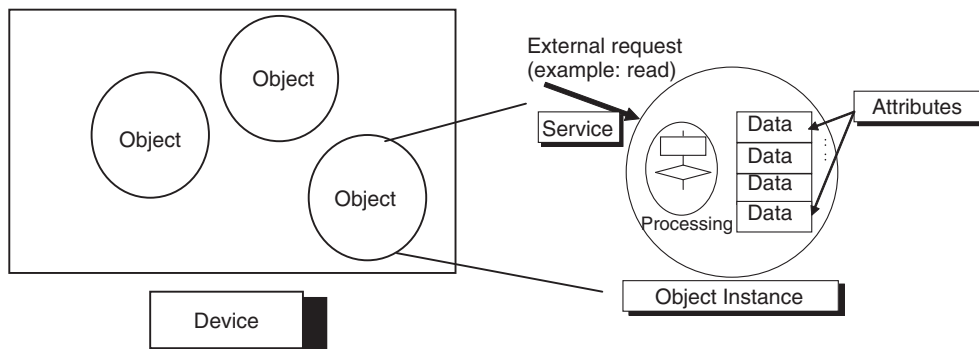 Object
Object
Object
Device
External request
(example: read)
Service
Processing
Data
Data
Data
Data
Attributes
Object Instance